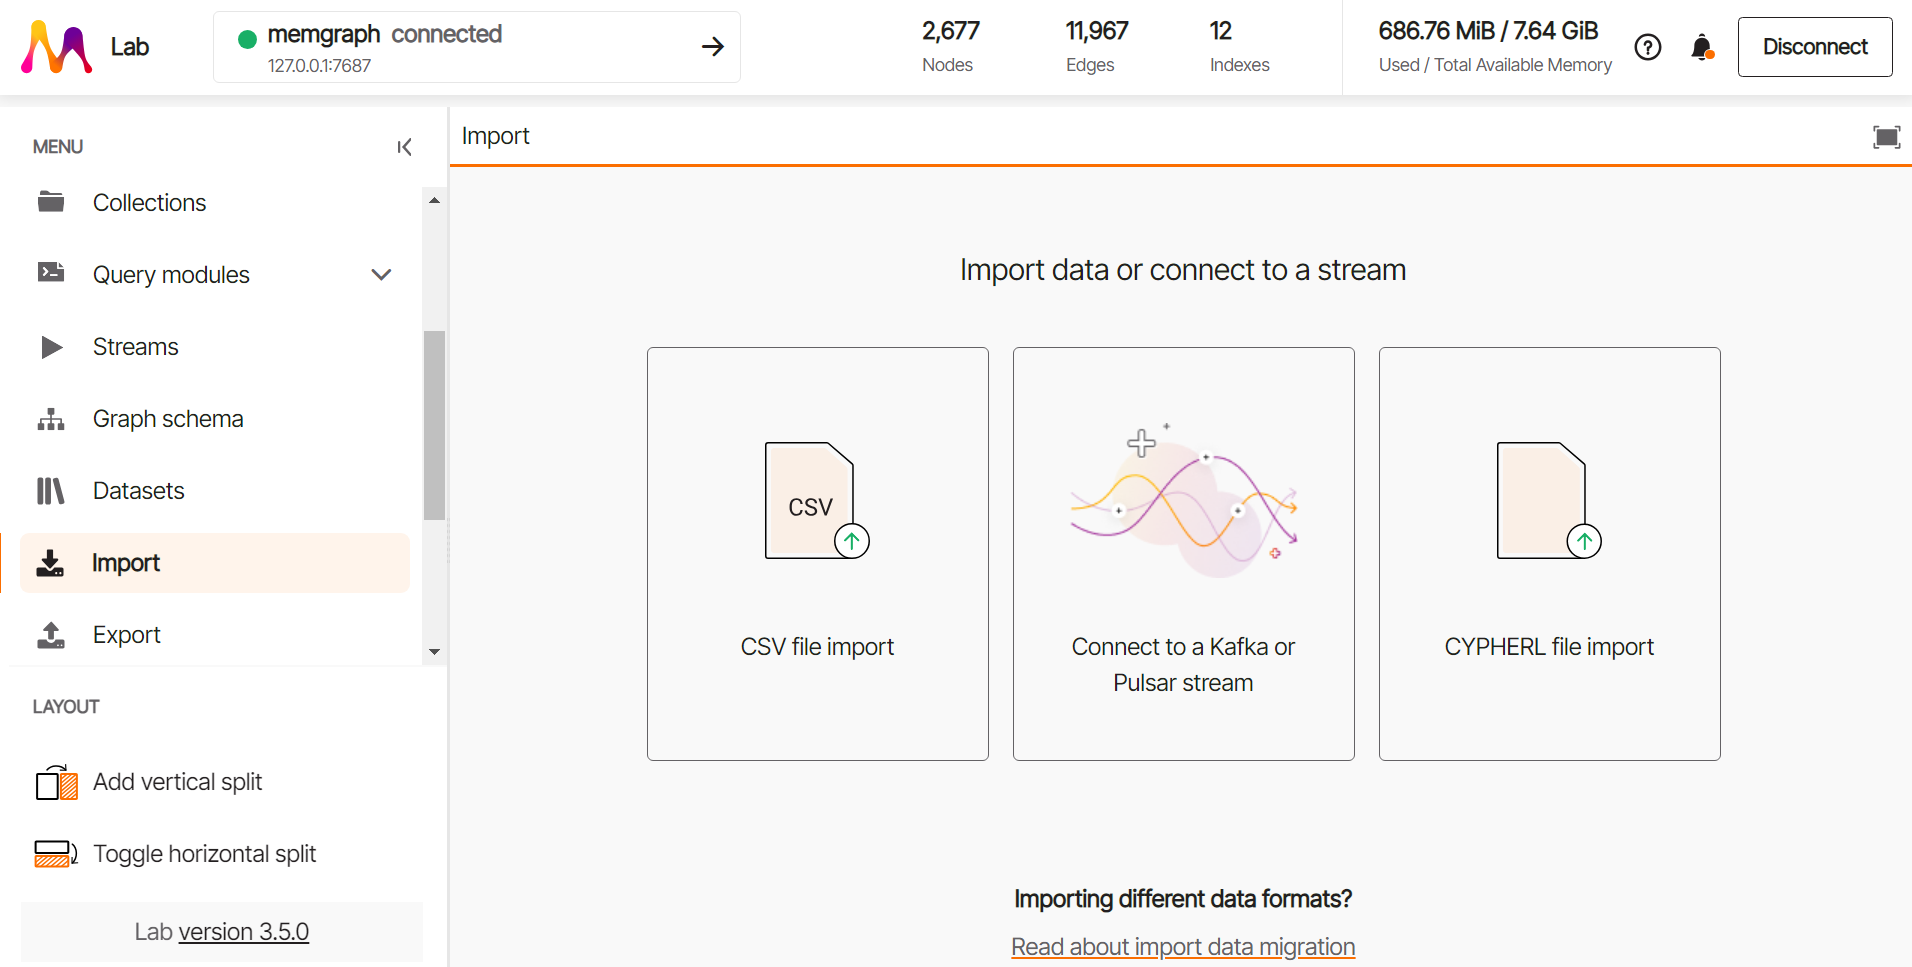 Lab
memgraph connected
127.0.0.1:7687
2,677
Nodes
11,967
Edges
12
Indexes
686.76 MiB / 7.64 GiB
Used / Total Available Memory
Disconnect
MENU
Collections
Query modules
Streams
Graph schema
Datasets
Import
Export
LAYOUT
Add vertical split
Toggle horizontal split
Lab version 3.5.0
Import
Import data or connect to a stream
CSV
CSV file import
Connect to a Kafka or
Pulsar stream
CYPHERL file import
Importing different data formats?
Read about import data migration